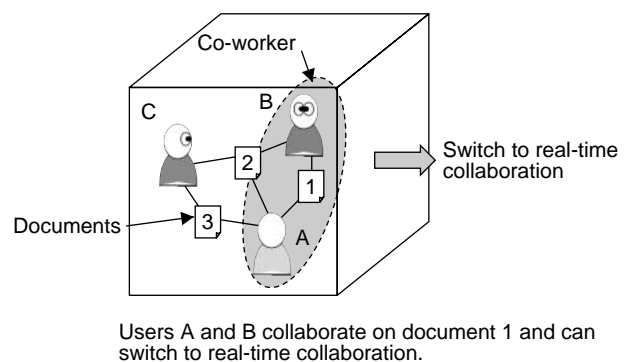 Co-worker
B
C
2
1
Switch to real-time
collaboration
Documents
3
A
Users A and B collaborate on document 1 and can
switch to real-time collaboration.